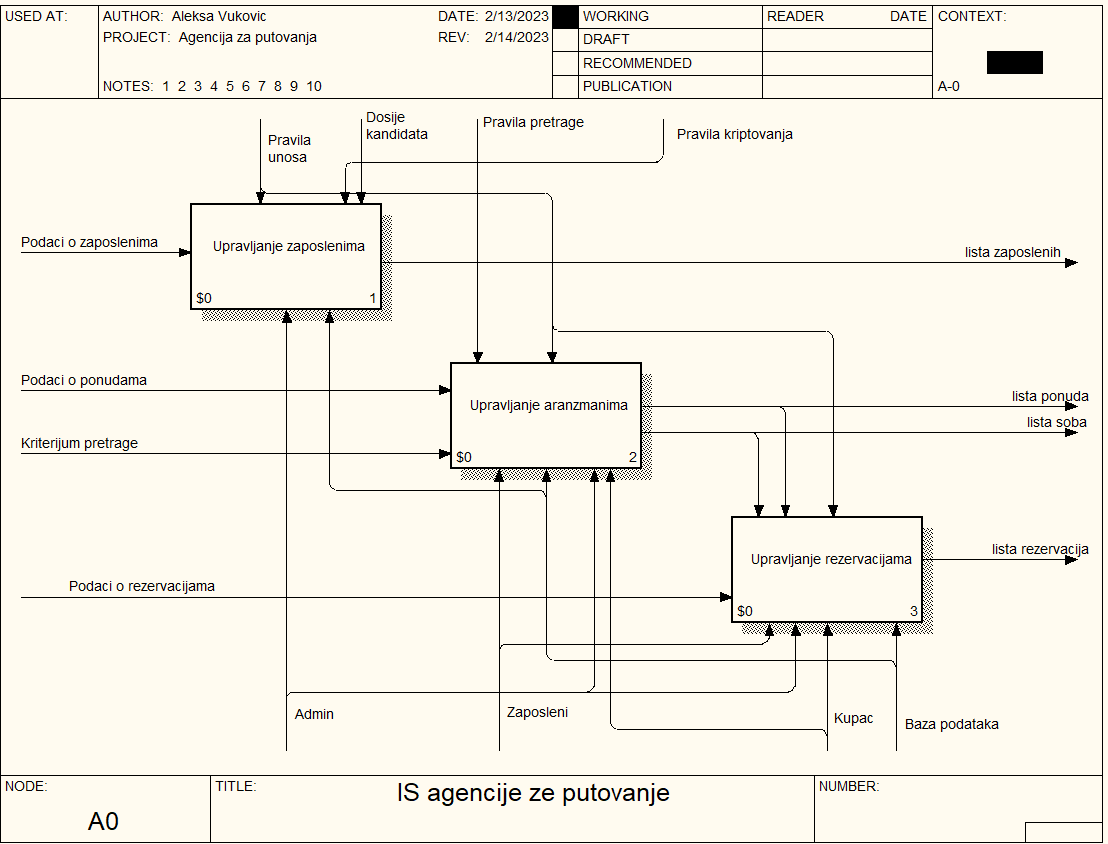 USED AT:
AUTHOR: Aleksa Vukovic
DATE: 2/13/2023
WORKING
READER
DATE
CONTEXT:
PROJECT: Agencija za putovanja
REV: 2/14/2023
DRAFT
RECOMMENDED
NOTES: 1 2 3 4 5 6 7 8 9 10
PUBLICATION
A-0
Dosije
kandidata
Pravila pretrage
Pravila kriptovanja
Pravila
unosa
Podaci o zaposlenima
Upravljanje zaposlenima
lista zaposlenih
$0
1
Podaci o ponudama
lista ponuda
Upravljanje aranzmanima
lista soba
Kriterijum pretrage
$0
2
lista rezervacija
Upravljanje rezervacijama
Podaci o rezervacijama
$0
3
Admin
Zaposleni
Kupac
Baza podataka
NODE:
A0
TITLE:
IS agencije ze putovanje
NUMBER: